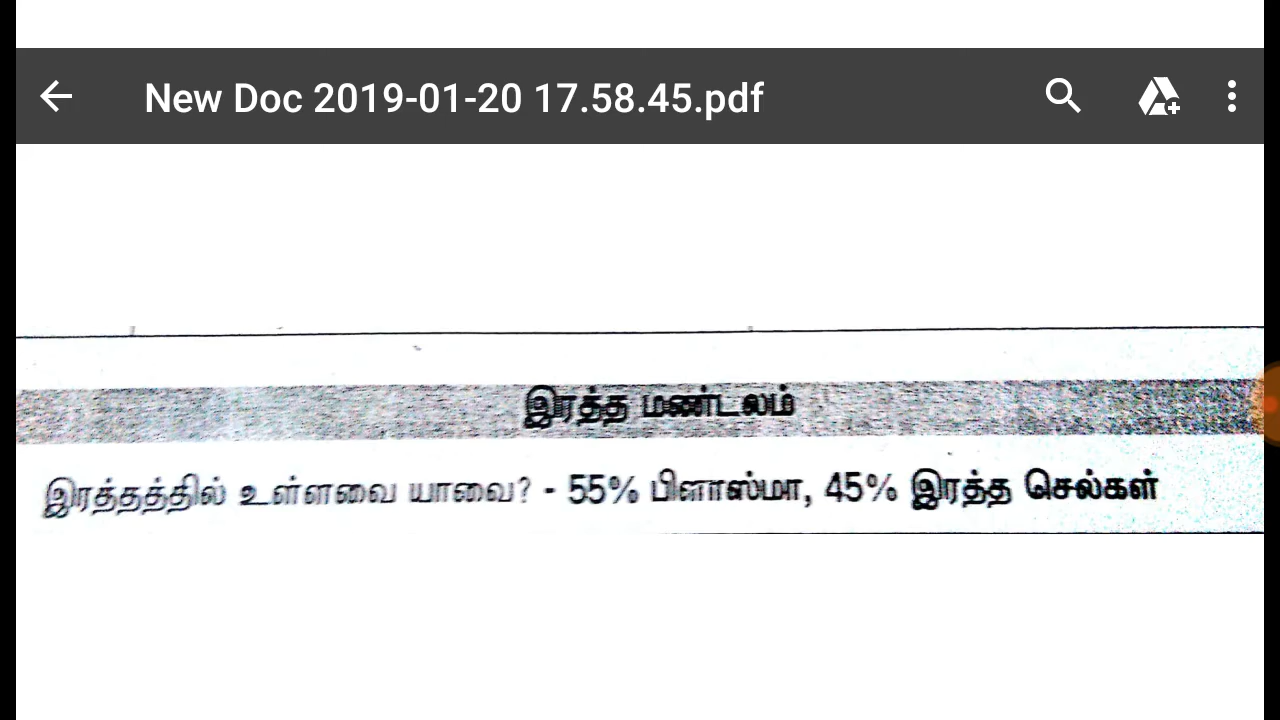 New Doc 2019-01-20 17.58.45.pdf
இரத்த மண்டலம்
இரத்தத்தில் உள்ளவை யாவை? - 55% பிளாஸ்மா, 45% இரத்த செல்கள்